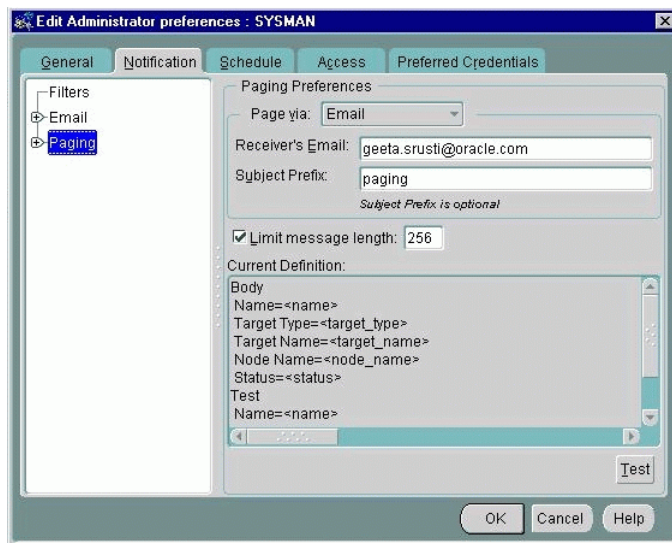 Edit Administrator preferences : SYSMAN
General Notification Schedule Access Preferred Credentials
Filters
Email
Paging
Paging Preferences
Page via: Email
Receiver's Email: geeta.srusti@oracle.com
Subject Prefix: paging
Subject Prefix is optional
Limit message length: 256
Current Definition:
Body
Name=<name>
Target Type=<target_type>
Target Name=<target_name>
Node Name=<node_name>
Status=<status>
Test
Name=<name>
Test
OK Cancel Help